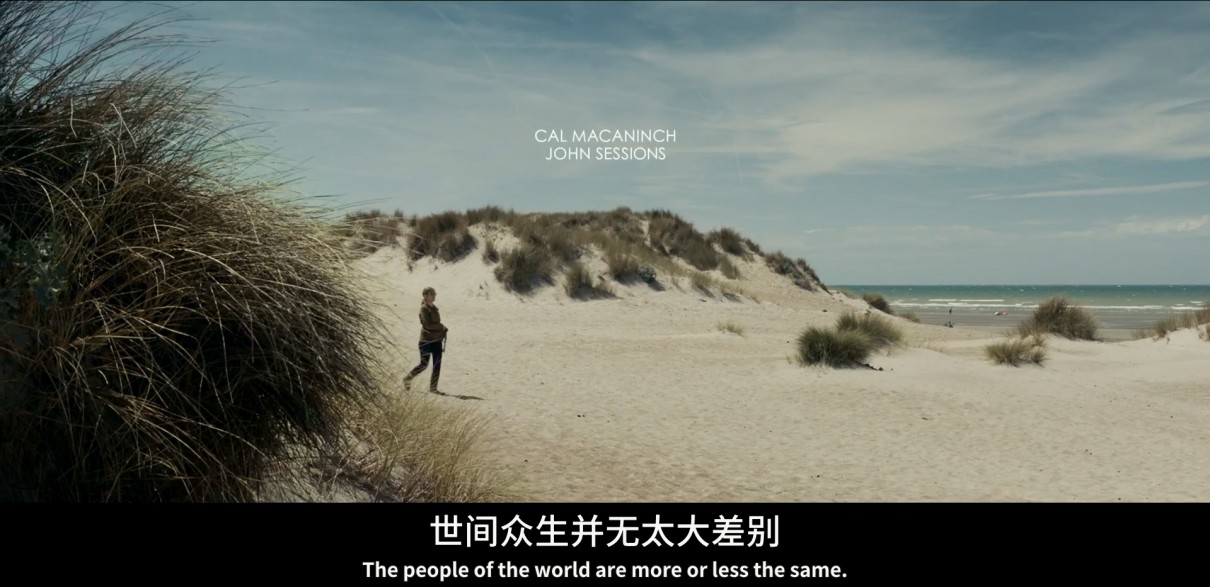 CAL MACANINCH
JOHN SESSIONS
世间众生并无太大差别
The people of the world are more or less the same.